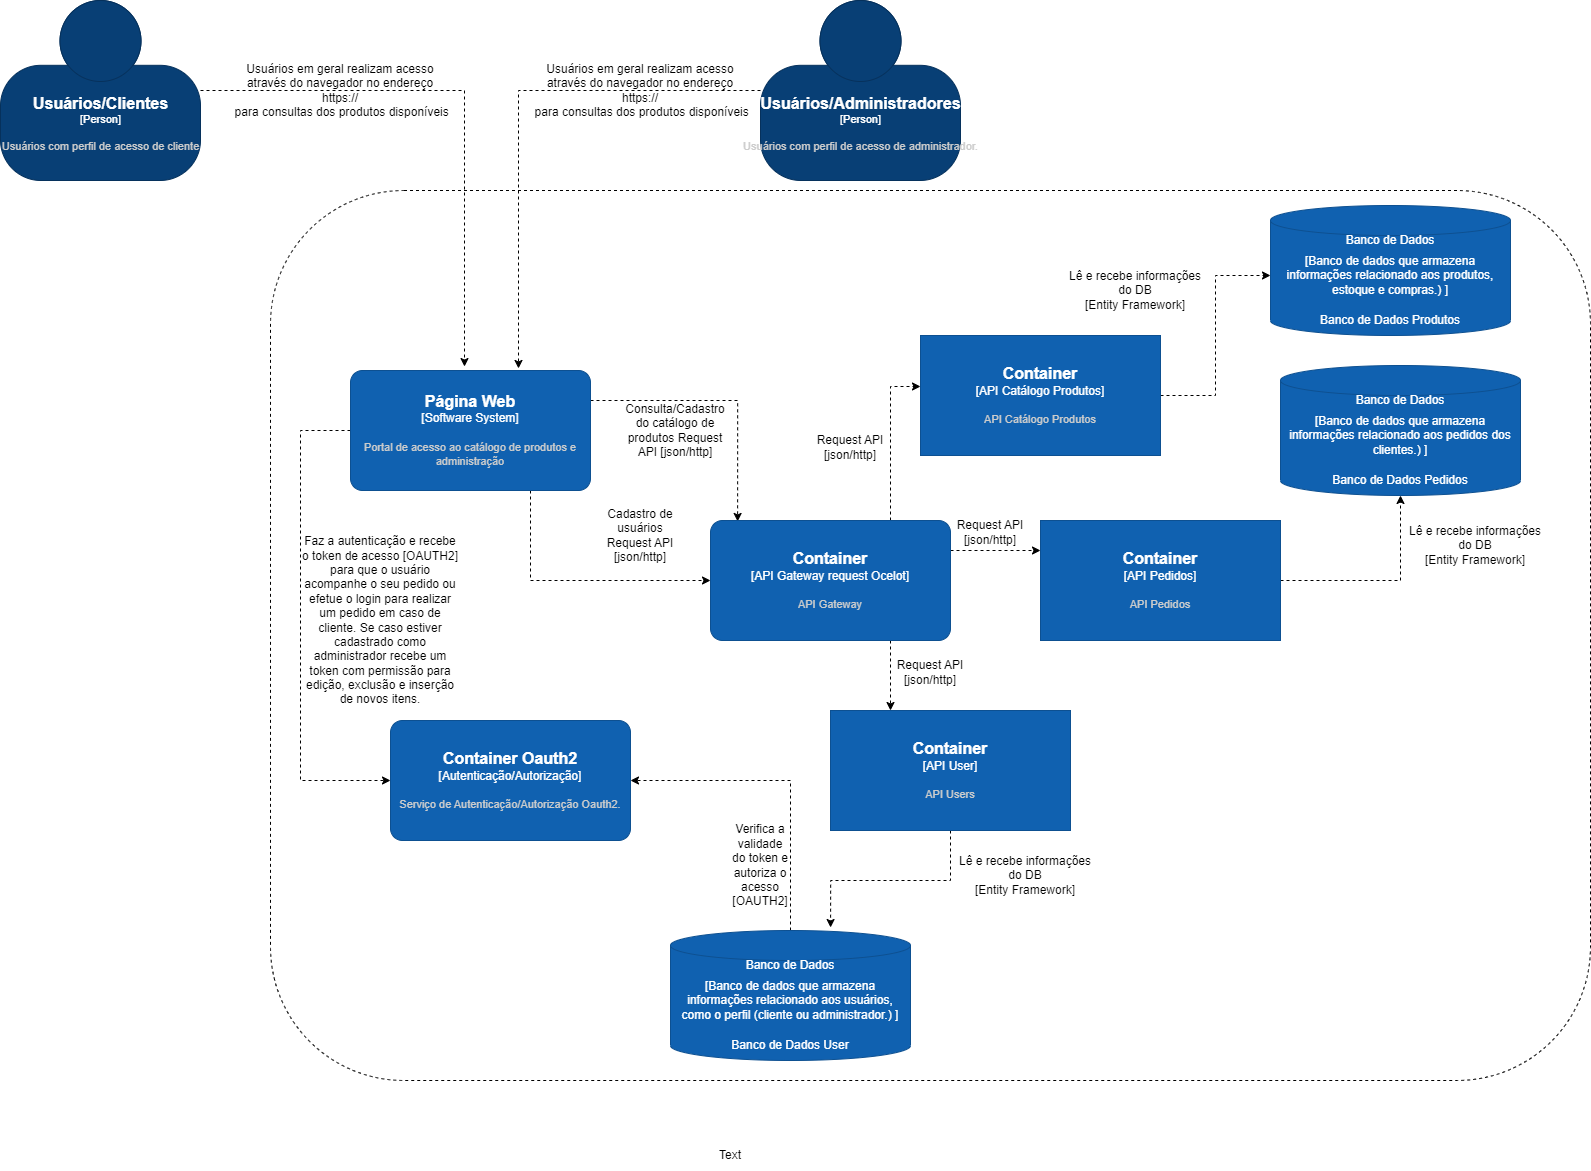 Usuários/Clientes
[Person]
Usuários com perfil de acesso de cliente
Usuários em geral realizam acesso
através do navegador no endereço
https://
para consultas dos produtos disponíveis
Usuários em geral realizam acesso
através do navegador no endereço
https://
para consultas dos produtos disponíveis
Usuários/Administradores
[Person]
Usuários com perfil de acesso de administrador.
Banco de Dados
[Banco de dados que armazena
informações relacionado aos produtos,
estoque e compras.) ]
Banco de Dados Produtos
Lê e recebe informações
do DB
[Entity Framework]
Container
[API Catálogo Produtos]
API Catálogo Produtos
Banco de Dados
[Banco de dados que armazena
informações relacionado aos pedidos dos
clientes.) ]
Banco de Dados Pedidos
Página Web
[Software System]
Portal de acesso ao catálogo de produtos e
administração
Consulta/Cadastro
do catálogo de
produtos Request
API [json/http]
Request API
[json/http]
Cadastro de
usuários
Request API
[json/http]
Container
[API Gateway request Ocelot]
API Gateway
Request API
[json/http]
Container
[API Pedidos]
API Pedidos
Lê e recebe informações
do DB
[Entity Framework]
Faz a autenticação e recebe
o token de acesso [OAUTH2]
para que o usuário
acompanhe o seu pedido ou
efetue o login para realizar
um pedido em caso de
cliente. Se caso estiver
cadastrado como
administrador recebe um
token com permissão para
edição, exclusão e inserção
de novos itens.
Request API
[json/http]
Container Oauth2
[Autenticação/Autorização]
Serviço de Autenticação/Autorização Oauth2.
Container
[API User]
API Users
Verifica a
validade
do token e
autoriza o
acesso
[OAUTH2]
Lê e recebe informações
do DB
[Entity Framework]
Banco de Dados
[Banco de dados que armazena
informações relacionado aos usuários,
como o perfil (cliente ou administrador.) ]
Banco de Dados User
Text